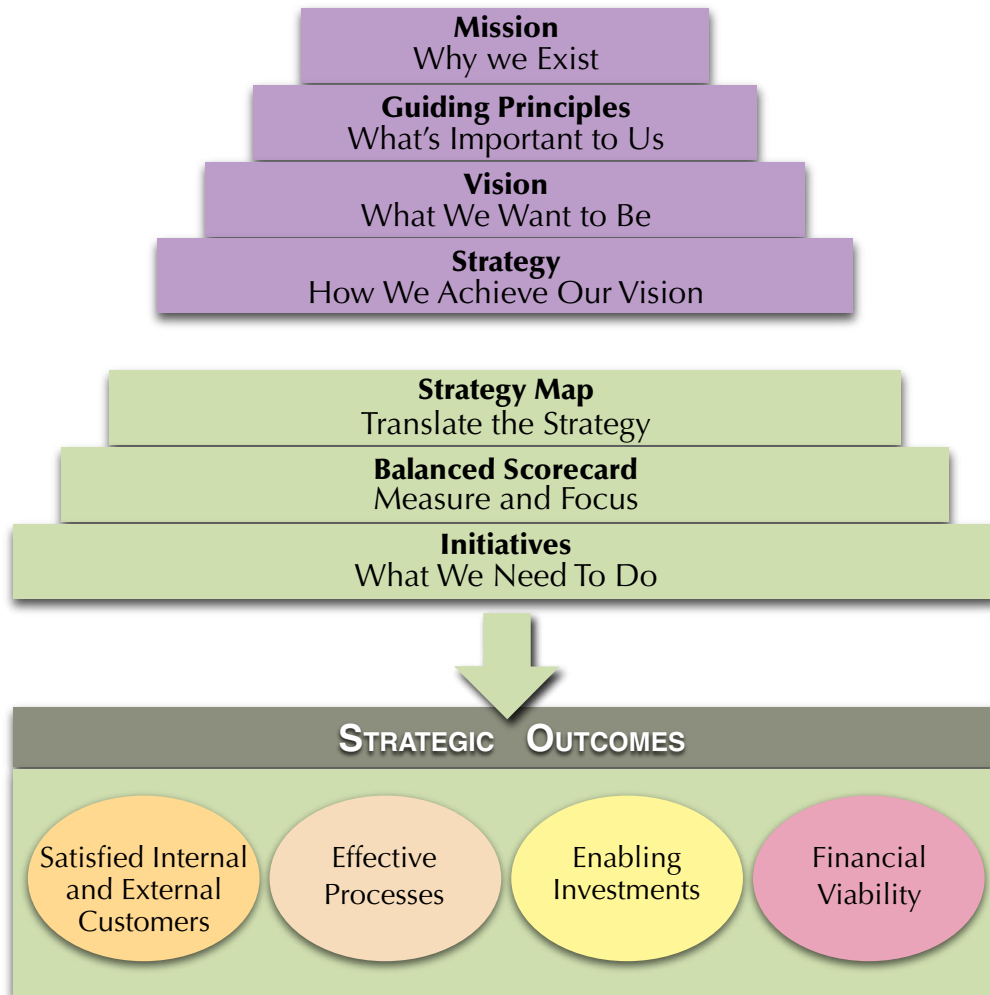 Mission
Why we Exist
Guiding Principles
What's Important to Us
Vision
What We Want to Be
Strategy
How We Achieve Our Vision
Strategy Map
Translate the Strategy
Balanced Scorecard
Measure and Focus
Initiatives
What We Need To Do
STRATEGIC OUTCOMES
Satisfied Internal
and External
Customers
Effective
Processes
Enabling
Investments
Financial
Viability